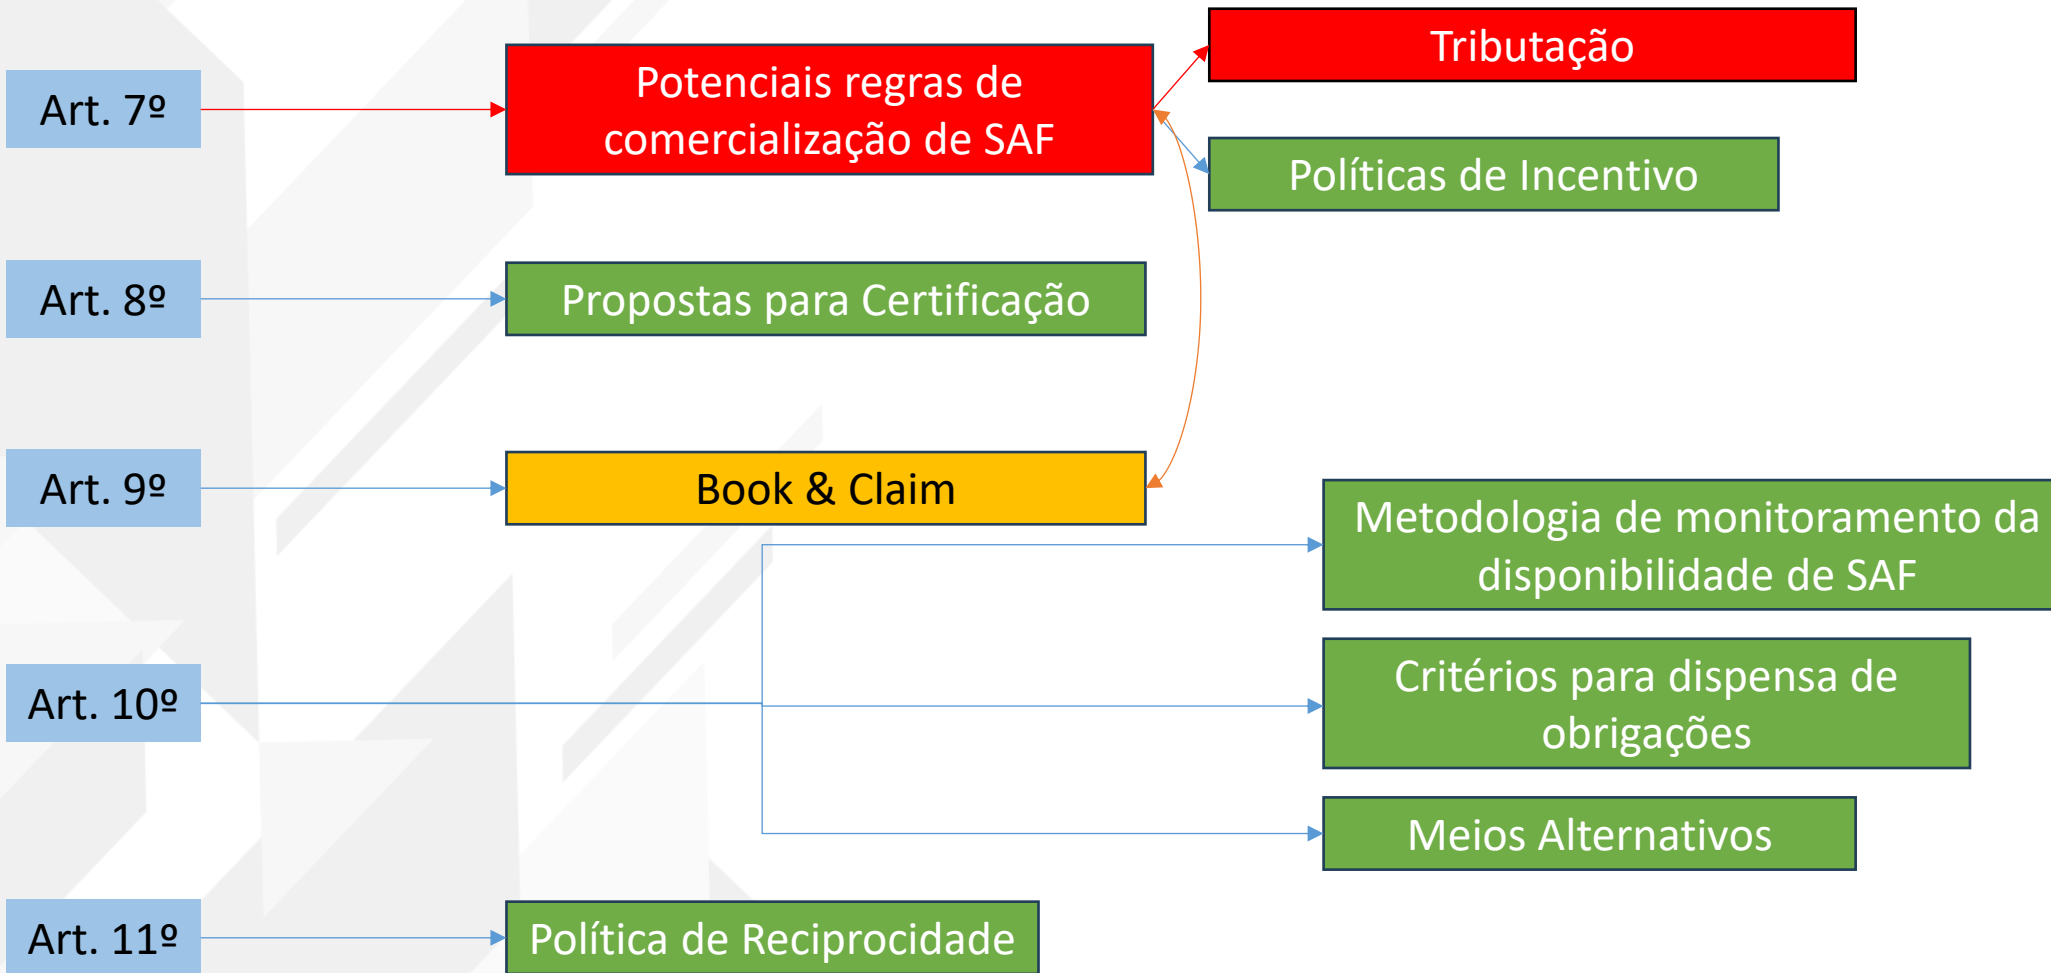 Art. 7º
Potenciais regras de
comercialização de SAF
Tributação
Políticas de Incentivo
Art. 8º
Propostas para Certificação
Art. 9º
Book & Claim
Art. 10º
Metodologia de monitoramento da
disponibilidade de SAF
Critérios para dispensa de
obrigações
Meios Alternativos
Art. 11º
Política de Reciprocidade